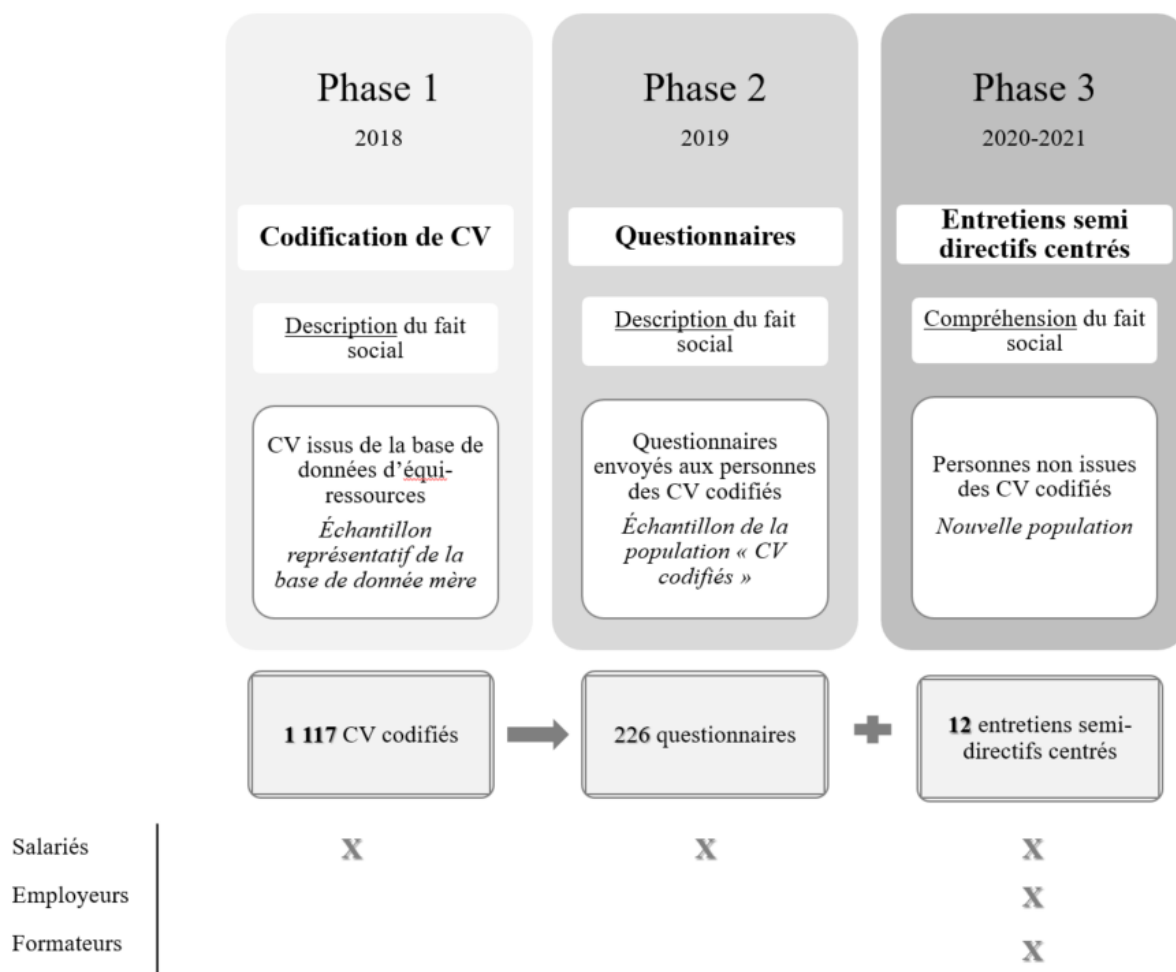 Phase 1
2018
Codification de CV
Description du fait
social
CV issus de la base de
données d’équi-
ressources
Échantillon
représentatif de la
base de donnée mère
1 117 CV codifiés
Phase 2
2019
Questionnaires
Description du fait
social
Questionnaires
envoyés aux personnes
des CV codifiés
Échantillon de la
population « CV
codifiés »
226 questionnaires
Phase 3
2020-2021
Entretiens semi
directifs centrés
Compréhension du fait
social
Personnes non issues
des CV codifiés
Nouvelle population
12 entretiens semi-
directifs centrés
Salariés X X X
Employeurs X
Formateurs X